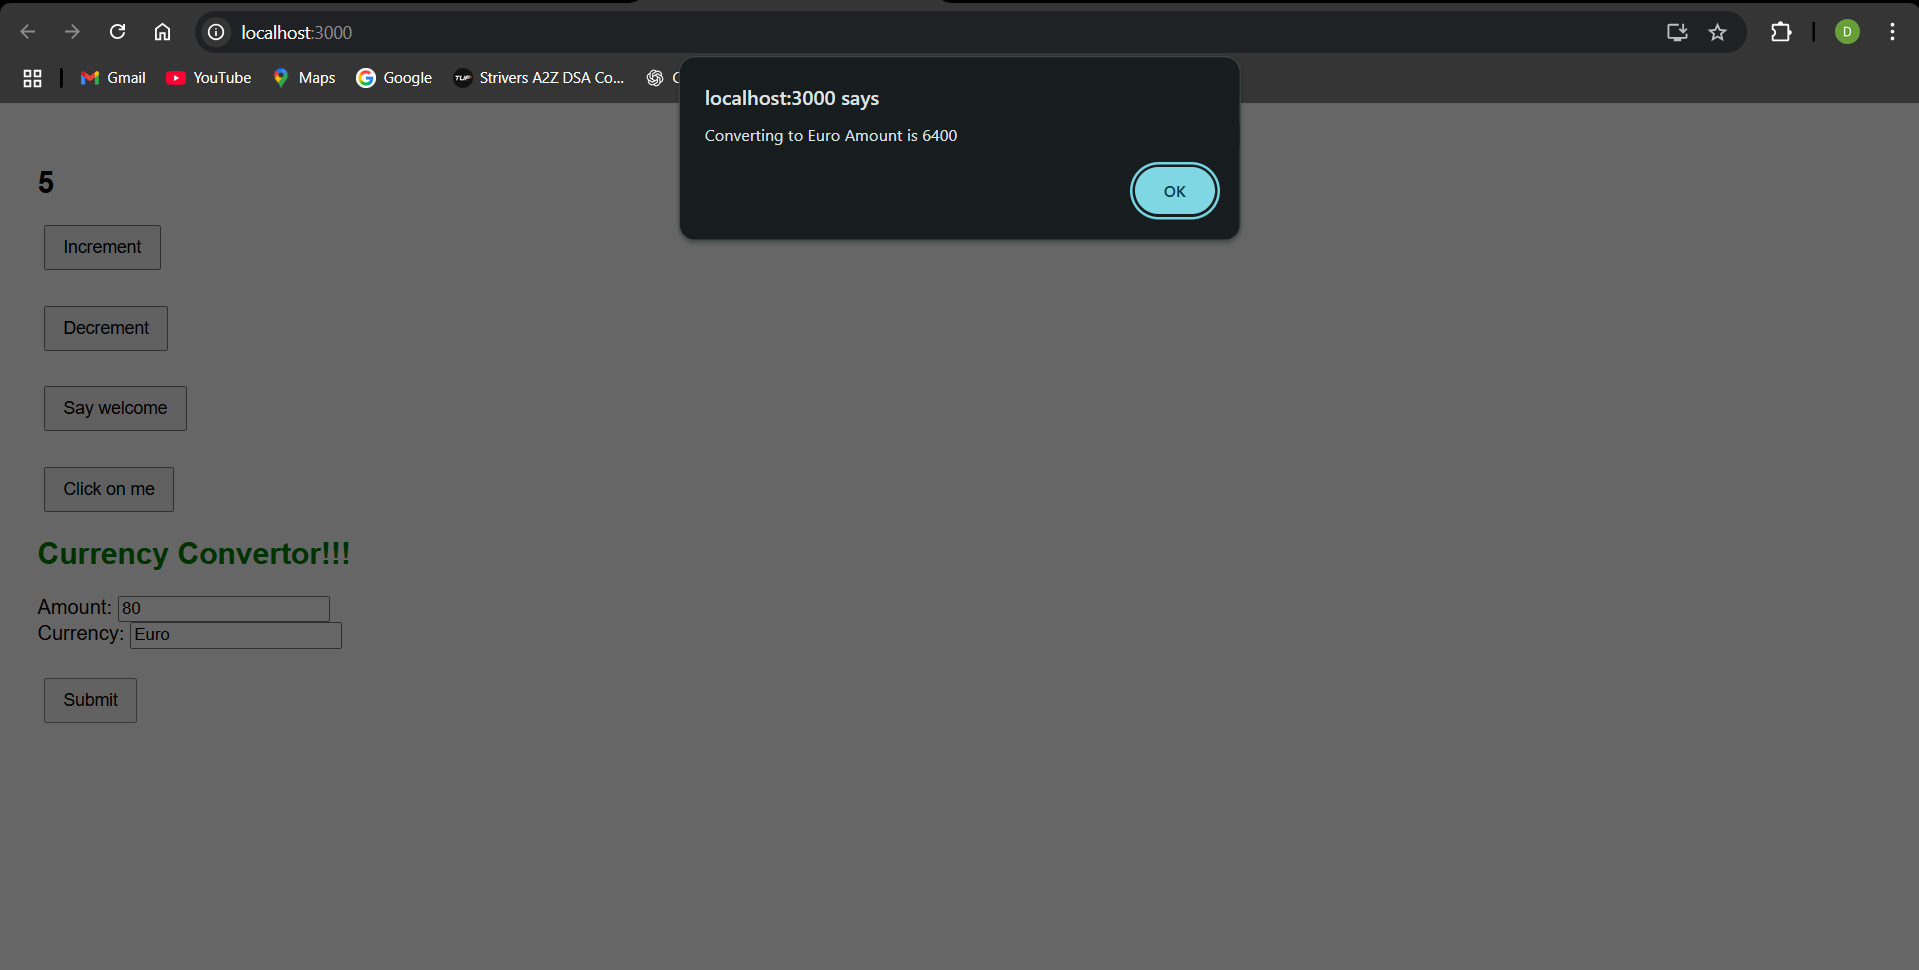 localhost:3000
Gmail YouTube Maps Google TUF Strivers A2Z DSA Co... D
localhost:3000 says
Converting to Euro Amount is 6400
OK
5
Increment
Decrement
Say welcome
Click on me
Currency Convertor!!!
Amount: 80
Currency: Euro
Submit